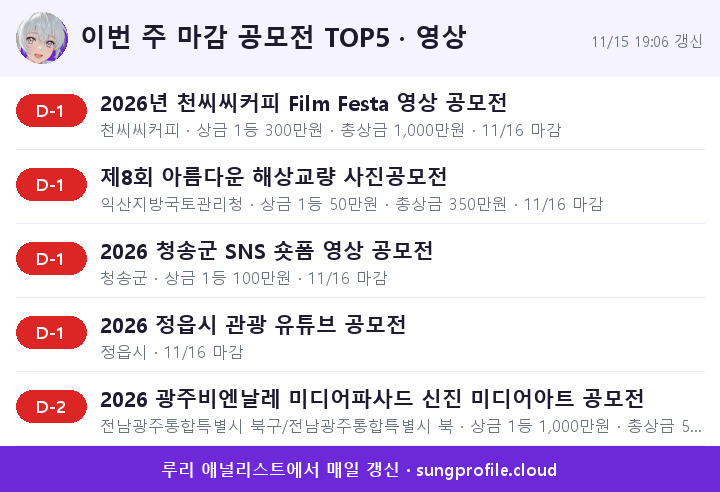 이번 주 마감 공모전 TOP5 · 영상
11/15 19:06 갱신
D-1
2026년 천씨씨커피 Film Festa 영상 공모전
천씨씨커피 · 상금 1등 300만원 · 총상금 1,000만원 · 11/16 마감
D-1
제8회 아름다운 해상교량 사진공모전
익산지방국토관리청 · 상금 1등 50만원 · 총상금 350만원 · 11/16 마감
D-1
2026 청송군 SNS 숏폼 영상 공모전
청송군 · 상금 1등 100만원 · 11/16 마감
D-1
2026 정읍시 관광 유튜브 공모전
정읍시 · 11/16 마감
D-2
2026 광주비엔날레 미디어파사드 신진 미디어아트 공모전
전남광주통합특별시 북구/전남광주통합특별시 북 · 상금 1등 1,000만원 · 총상금 5...
루리 애널리스트에서 매일 갱신 · sungprofile.cloud